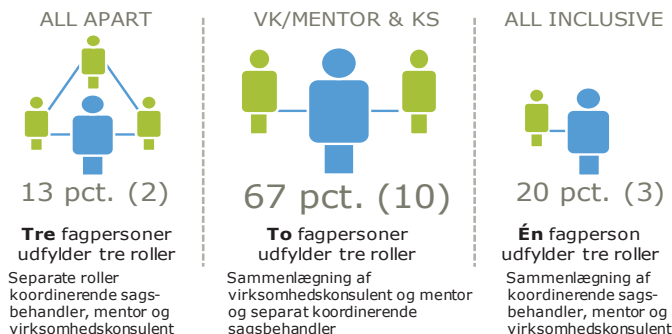 ALL APART
13 pct. (2)
Tre fagpersoner
udfylder tre roller
Separate roller
koordinerende sags-
behandler, mentor og
virksomhedskonsulent
VK/MENTOR & KS
67 pct. (10)
To fagpersoner
udfylder tre roller
Sammenlægning af
virksomhedskonsulent og mentor
og separat koordinerende
sagsbehandler
ALL INCLUSIVE
20 pct. (3)
Én fagperson
udfylder tre roller
Sammenlægning af
koordinerende sags-
behandler, mentor og
virksomhedskonsulent